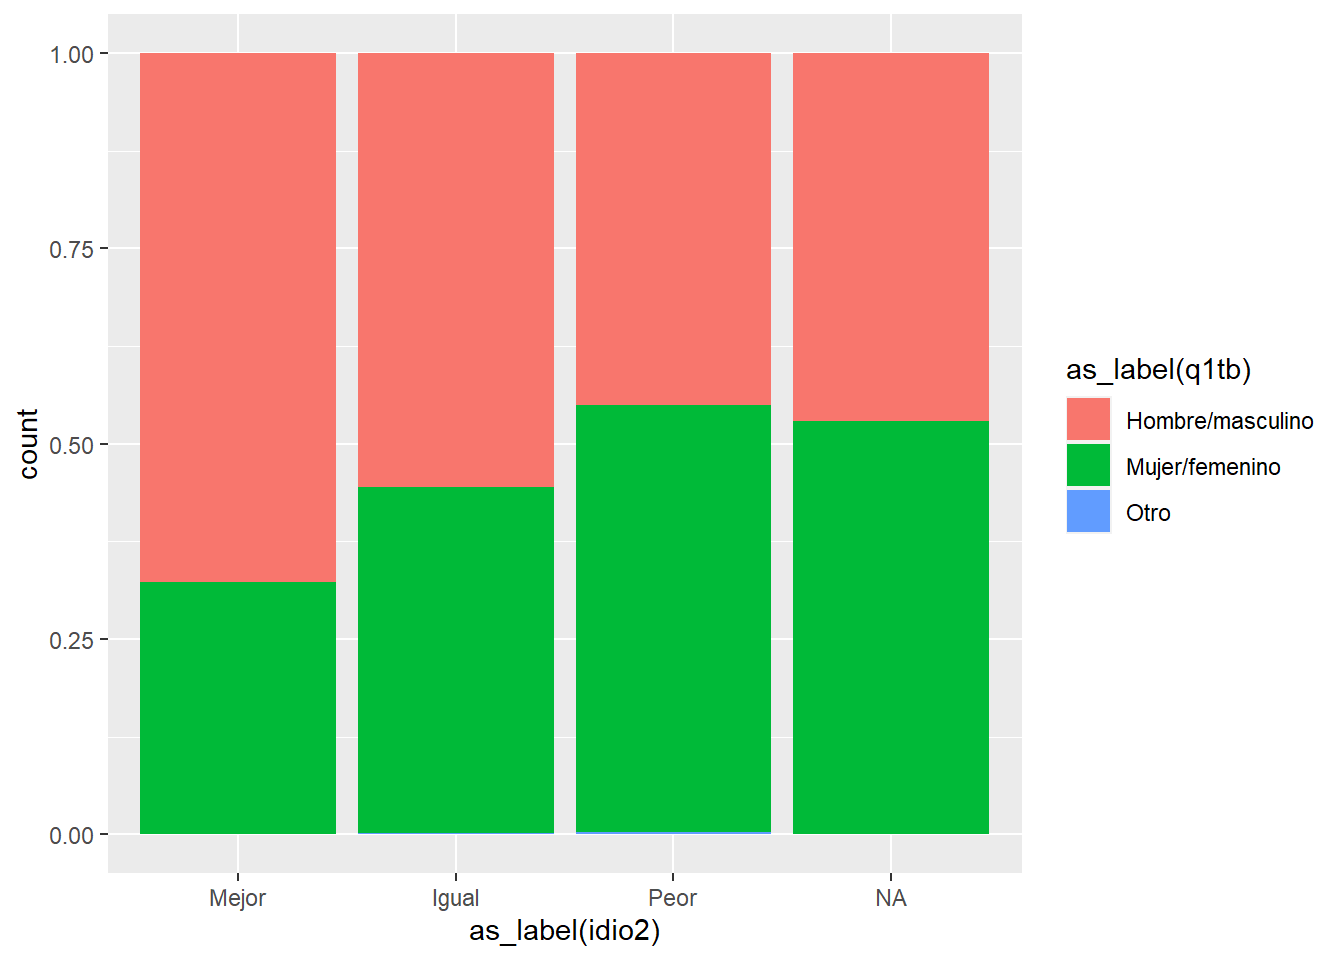 1.00
0.75
0.50
0.25
0.00
count
Mejor
Igual
Peor
NA
as_label(idio2)
as_label(q1tb)
Hombre/masculino
Mujer/femenino
Otro